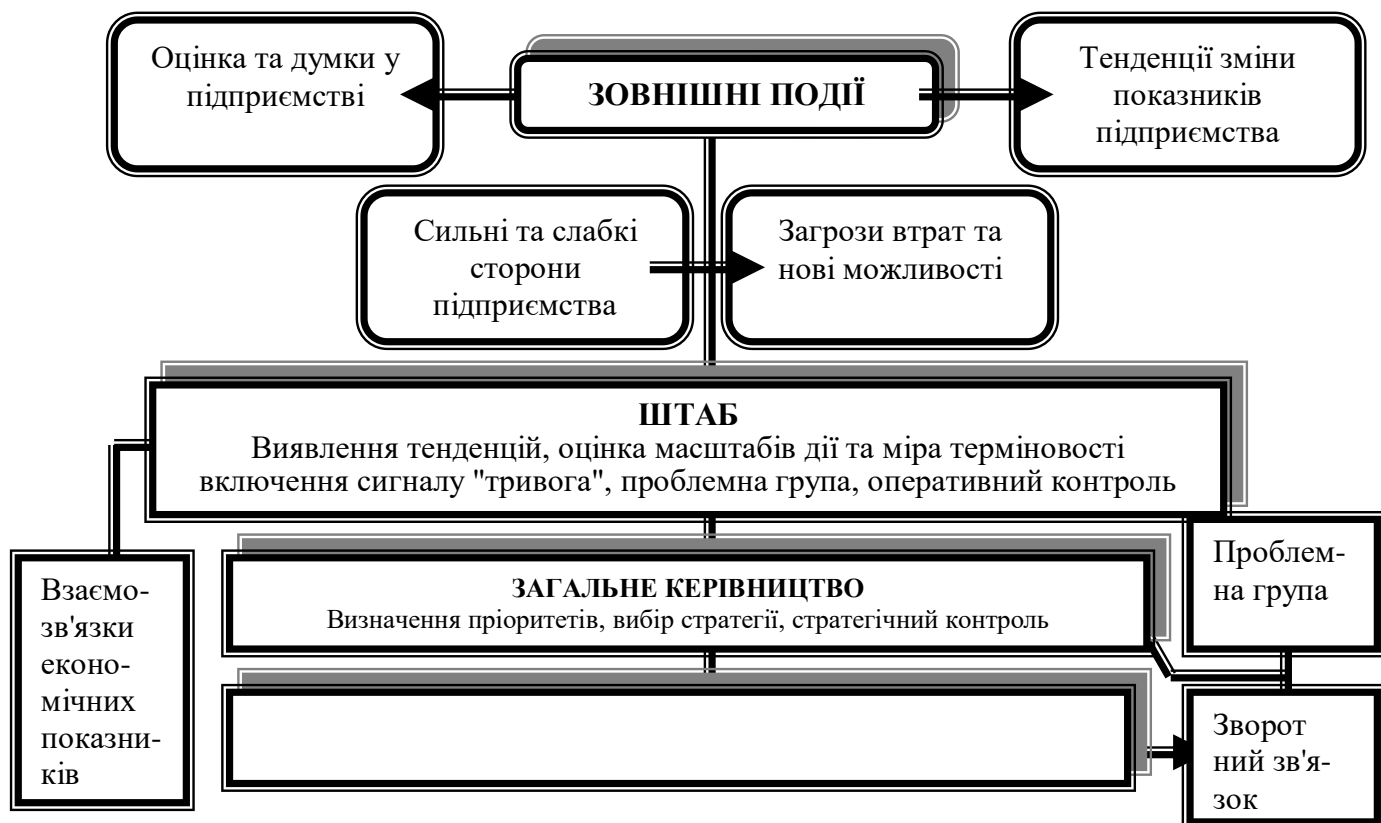 Оцінка та думки у
підприємстві
ЗОВНІШНІ ПОДІЇ
Тенденції зміни
показників
підприємства
Сильні та слабкі
сторони
підприємства
Загрози втрат та
нові можливості
ШТАБ
Виявлення тенденцій, оцінка масштабів дії та міра терміновості
включення сигналу "тривога", проблемна група, оперативний контроль
Взаємо-
зв'язки
еконо-
мічних
показни-
ків
ЗАГАЛЬНЕ КЕРІВНИЦТВО
Визначення пріоритетів, вибір стратегії, стратегічний контроль
Проблем-
на група
Зворот
ний зв'я-
зок